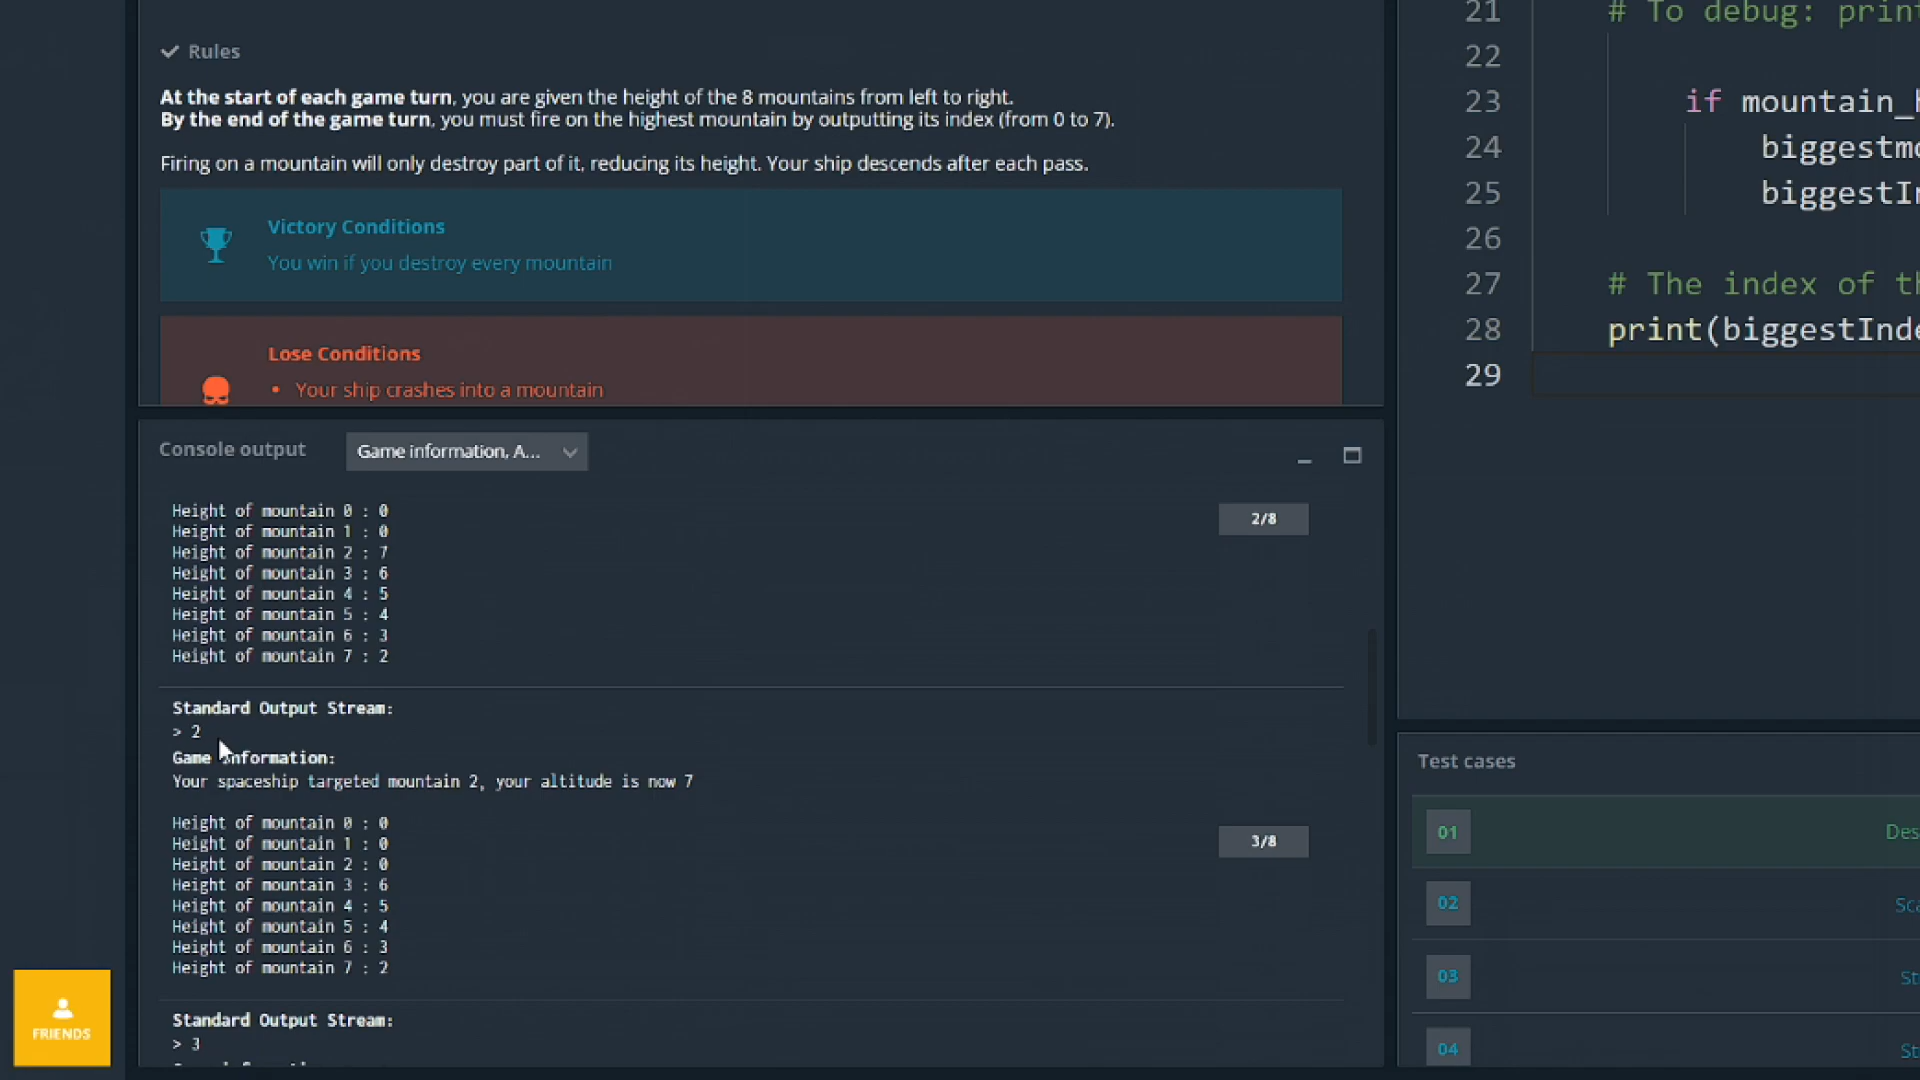 Rules
At the start of each game turn, you are given the height of the 8 mountains from left to right.
By the end of the game turn, you must fire on the highest mountain by outputting its index (from 0 to 7).
Firing on a mountain will only destroy part of it, reducing its height. Your ship descends after each pass.
Victory Conditions
You win if you destroy every mountain
Lose Conditions
• Your ship crashes into a mountain
Console output
Game information, A...
Height of mountain 0 : 0
2/8
Height of mountain 1 : 0
Height of mountain 2 : 7
Height of mountain 3 : 6
Height of mountain 4 : 5
Height of mountain 5 : 4
Height of mountain 6 : 3
Height of mountain 7 : 2
Standard Output Stream:
> 2
Game Information:
Your spaceship targeted mountain 2, your altitude is now 7
Height of mountain 0 : 0
3/8
Height of mountain 1 : 0
Height of mountain 2 : 0
Height of mountain 3 : 6
Height of mountain 4 : 5
Height of mountain 5 : 4
Height of mountain 6 : 3
Height of mountain 7 : 2
Standard Output Stream:
> 3
FRIENDS
21 # To debug: print
22
23 if mountain_h
24 biggestmo
25 biggestIn
26
27 # The index of th
28 print(biggestInde
29
Test cases
01 Des
02 Sca
03 St
04 St